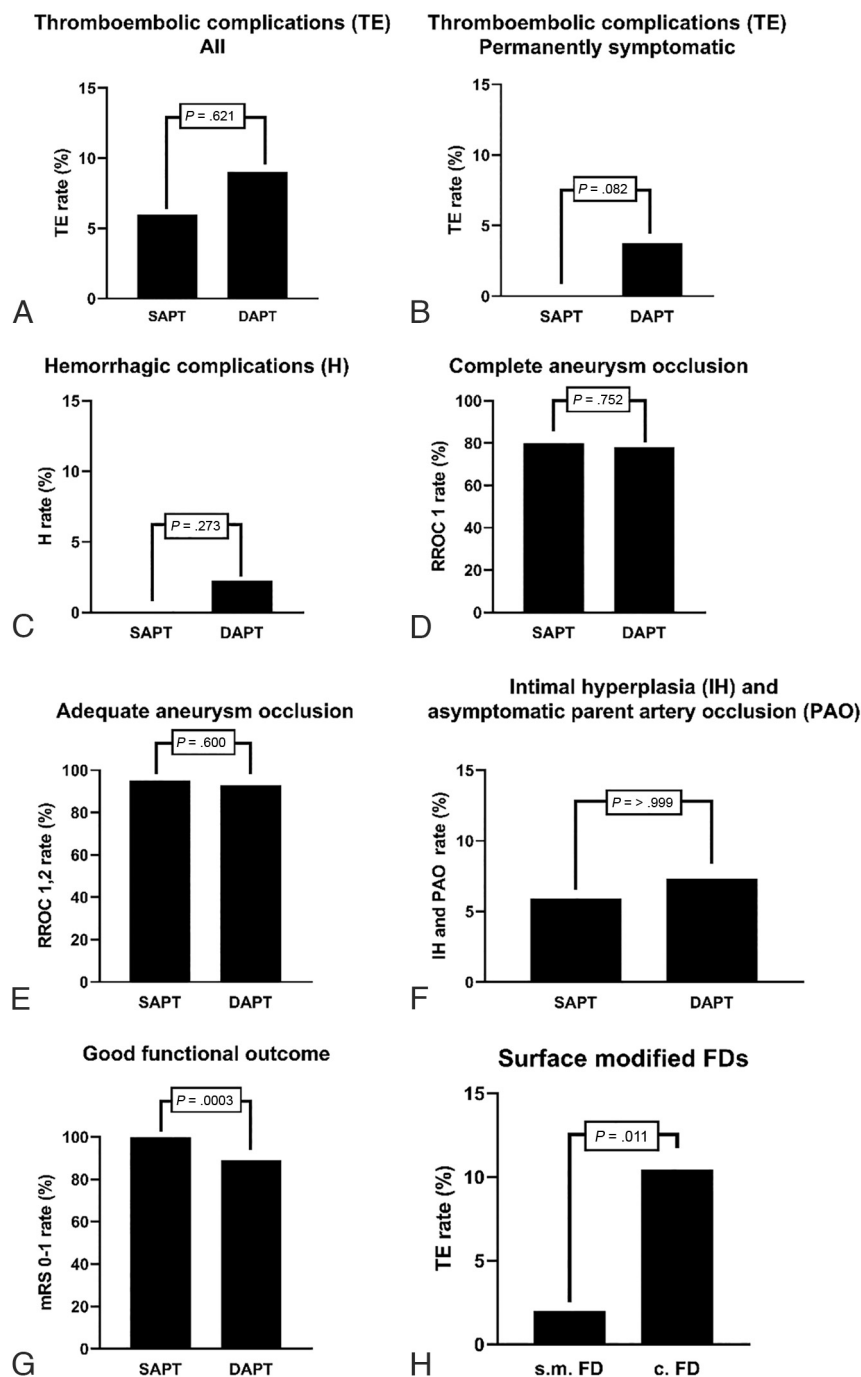 Thromboembolic complications (TE)
All
15
10
5
0
TE rate (%)
P = .621
SAPT
DAPT
A
Thromboembolic complications (TE)
Permanently symptomatic
15
10
5
0
TE rate (%)
P = .082
SAPT
DAPT
B
Hemorrhagic complications (H)
15
10
5
0
H rate (%)
P = .273
SAPT
DAPT
C
Complete aneurysm occlusion
100
80
60
40
20
0
RROC 1 rate (%)
P = .752
SAPT
DAPT
D
Adequate aneurysm occlusion
100
80
60
40
20
0
RROC 1,2 rate (%)
P = .600
SAPT
DAPT
E
Intimal hyperplasia (IH) and
asymptomatic parent artery occlusion (PAO)
15
10
5
0
IH and PAO rate (%)
P = > .999
SAPT
DAPT
F
Good functional outcome
100
80
60
40
20
0
mRS 0-1 rate (%)
P = .0003
SAPT
DAPT
G
Surface modified FDs
15
10
5
0
TE rate (%)
P = .011
s.m. FD
c. FD
H